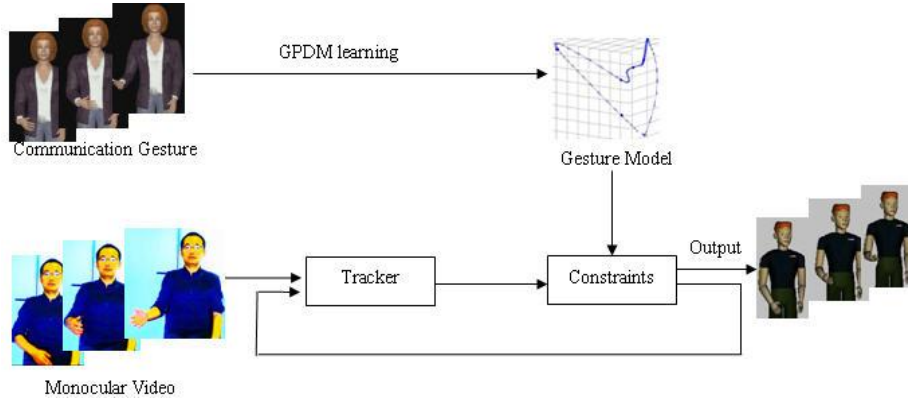 GPDM learning
Communication Gesture
Gesture Model
Output
Tracker
Constraints
Monocular Video